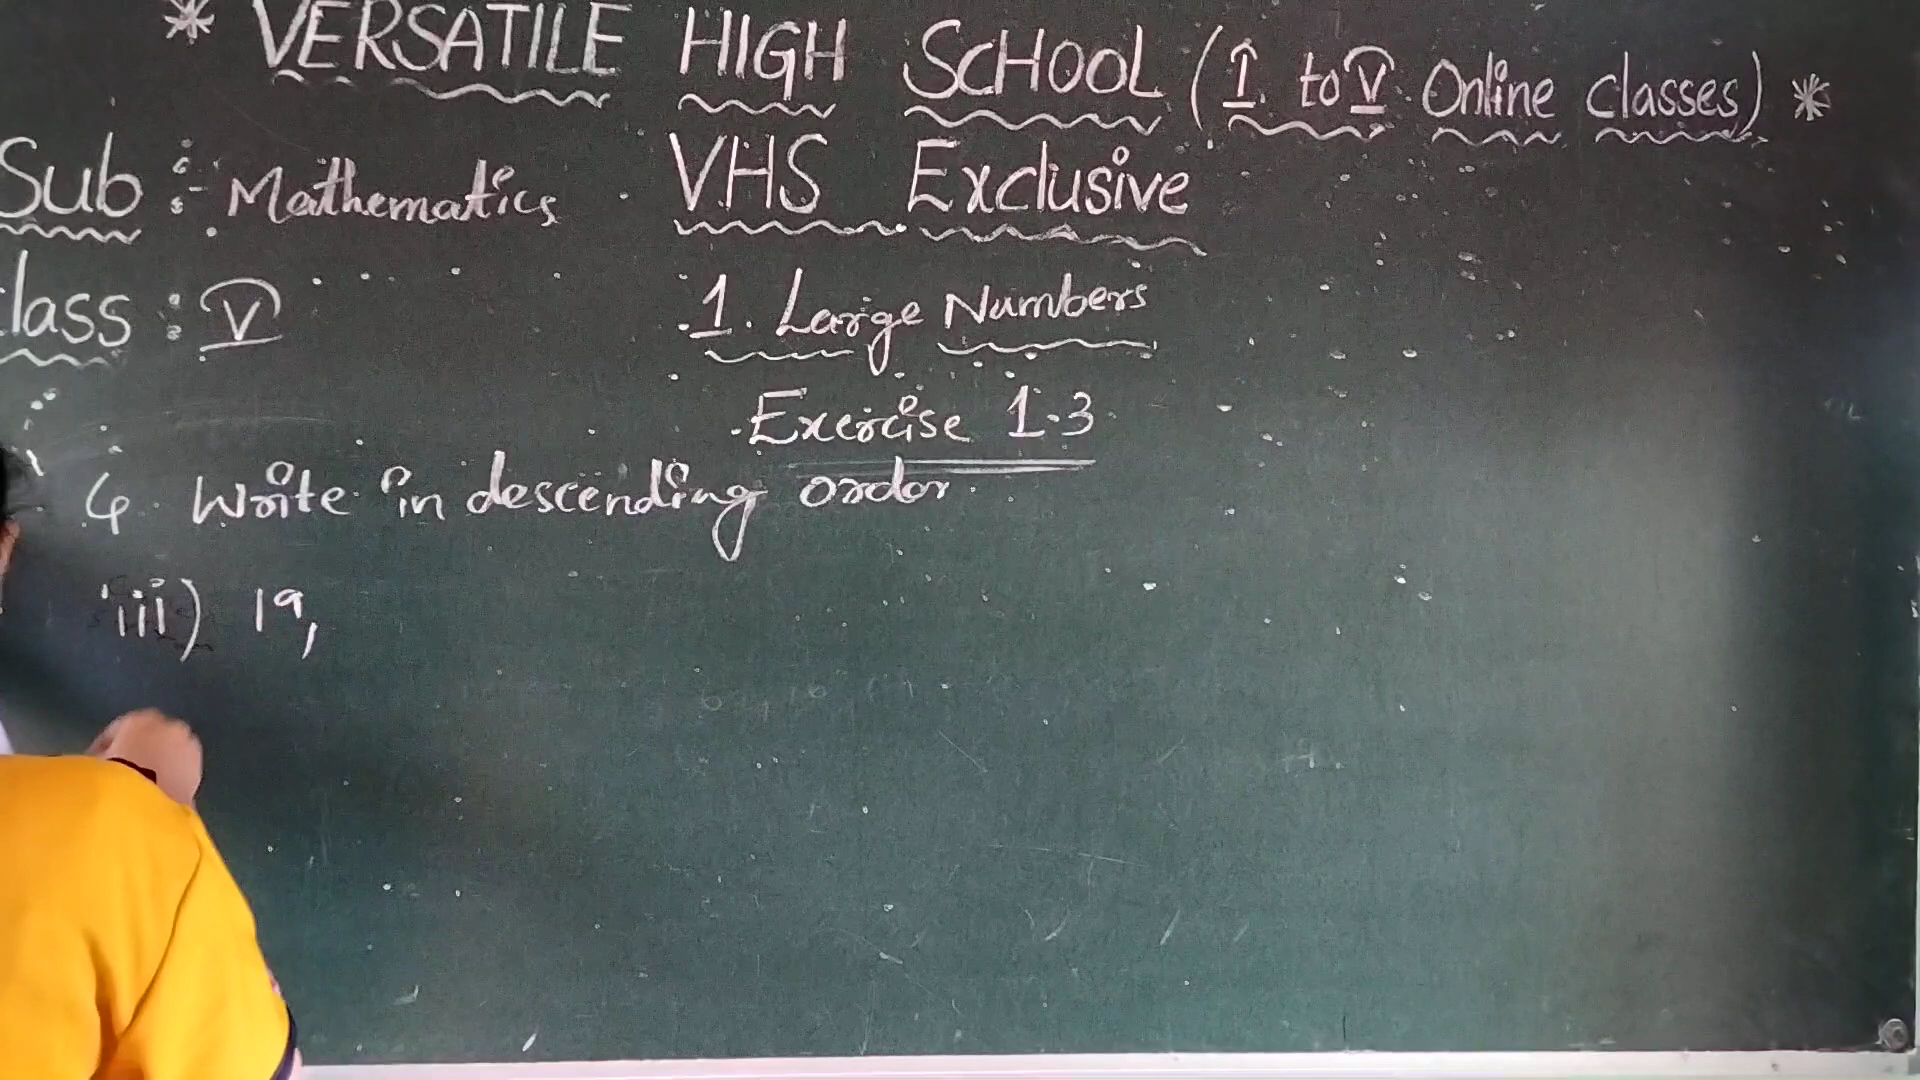 * VERSATILE HIGH SCHOOL (I to V Online classes) *
Sub : Mathematics VHS Exclusive
lass : V 1. Large Numbers
Exercise 1.3
4. Write in descending order
iii) 19,